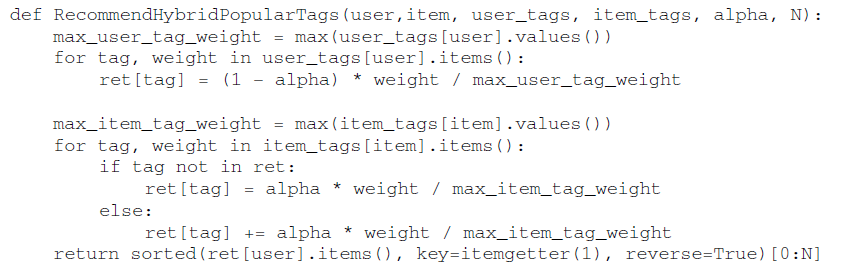 def RecommendHybridPopularTags(user,item, user_tags, item_tags, alpha, N):
    max_user_tag_weight = max(user_tags[user].values())
    for tag, weight in user_tags[user].items():
        ret[tag] = (1 – alpha) * weight / max_user_tag_weight

    max_item_tag_weight = max(item_tags[item].values())
    for tag, weight in item_tags[item].items():
        if tag not in ret:
            ret[tag] = alpha * weight / max_item_tag_weight
        else:
            ret[tag] += alpha * weight / max_item_tag_weight
    return sorted(ret[user].items(), key=itemgetter(1), reverse=True)[0:N]